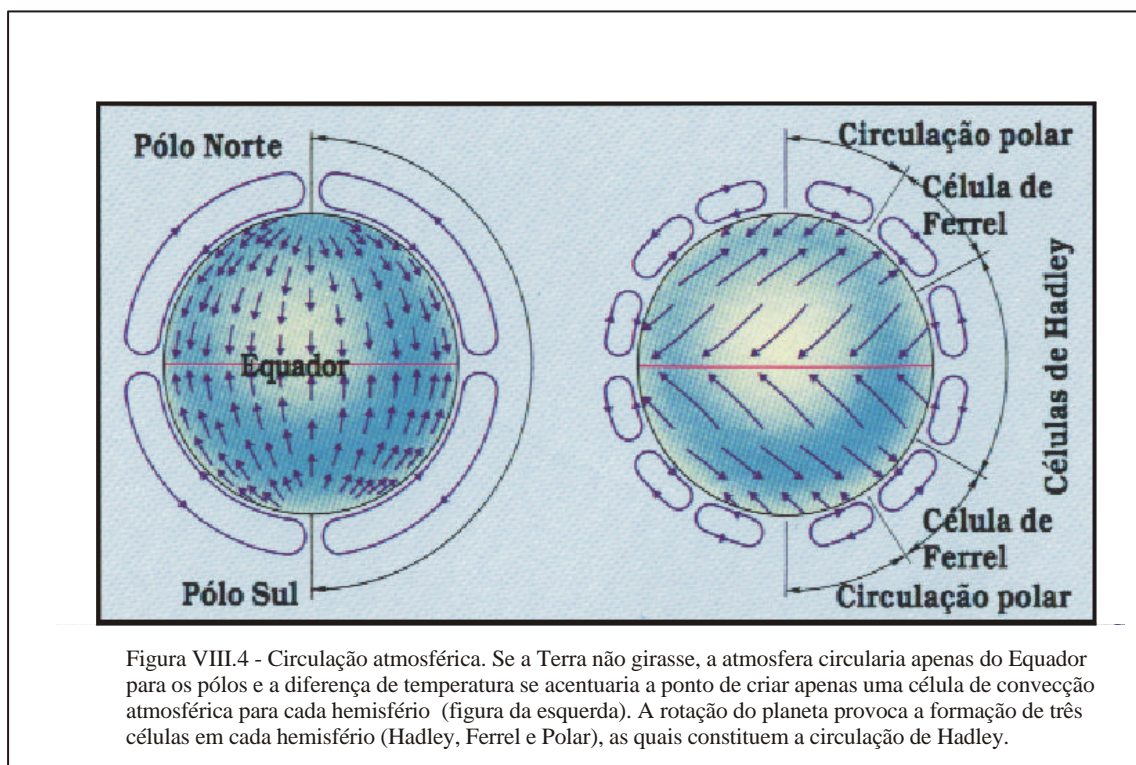 Pólo Norte
Equador
Pólo Sul
Circulação polar
Célula de
Ferrel
Células de Hadley
Célula de
Ferrel
Circulação polar
Figura VIII.4 - Circulação atmosférica. Se a Terra não girasse, a atmosfera circularia apenas do Equador
para os pólos e a diferença de temperatura se acentuaria a ponto de criar apenas uma célula de convecção
atmosférica para cada hemisfério (figura da esquerda). A rotação do planeta provoca a formação de três
células em cada hemisfério (Hadley, Ferrel e Polar), as quais constituem a circulação de Hadley.